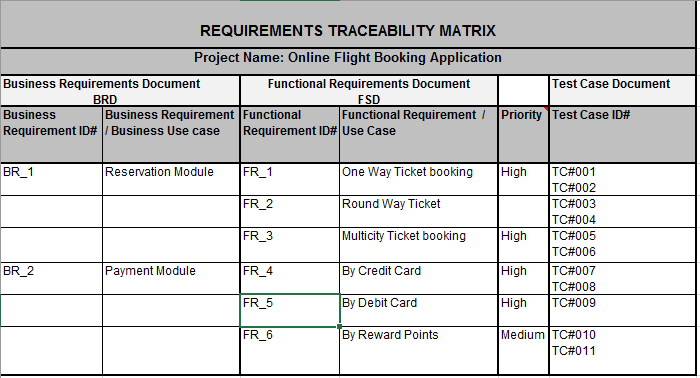 REQUIREMENTS TRACEABILITY MATRIX
Project Name: Online Flight Booking Application
Business Requirements Document
BRD
Functional Requirements Document
FSD
Test Case Document
Business
Requirement ID#
Business Requirement
/ Business Use case
Functional
Requirement ID#
Functional Requirement /
Use Case
Priority
Test Case ID#
BR_1
Reservation Module
FR_1
One Way Ticket booking
High
TC#001
TC#002
FR_2
Round Way Ticket
TC#003
TC#004
FR_3
Multicity Ticket booking
High
TC#005
TC#006
BR_2
Payment Module
FR_4
By Credit Card
High
TC#007
TC#008
FR_5
By Debit Card
High
TC#009
FR_6
By Reward Points
Medium
TC#010
TC#011